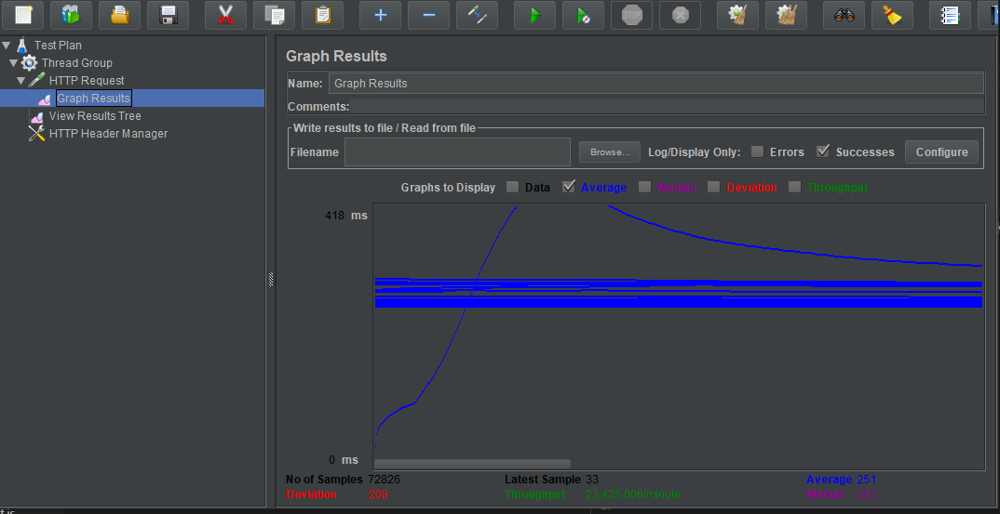 STOP
Test Plan
Thread Group
HTTP Request
Graph Results
View Results Tree
HTTP Header Manager
Graph Results
Name: Graph Results
Comments:
Write results to file / Read from file
Filename Browse... Log/Display Only: Errors Successes Configure
Graphs to Display Data Average Median Deviation Throughput
418 ms
0 ms
No of Samples 72826 Latest Sample 33 Average 251
Deviation 208 Throughput 23,425.006/minute Median